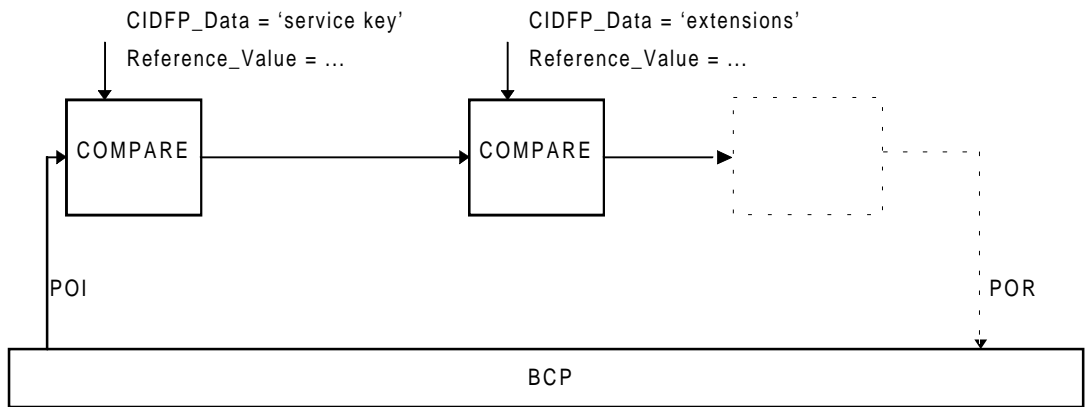 CIDFP_Data = ‘service key’
Reference_Value = ...
CIDFP_Data = ‘extensions’
Reference_Value = ...
COMPARE
COMPARE
POI
POR
BCP